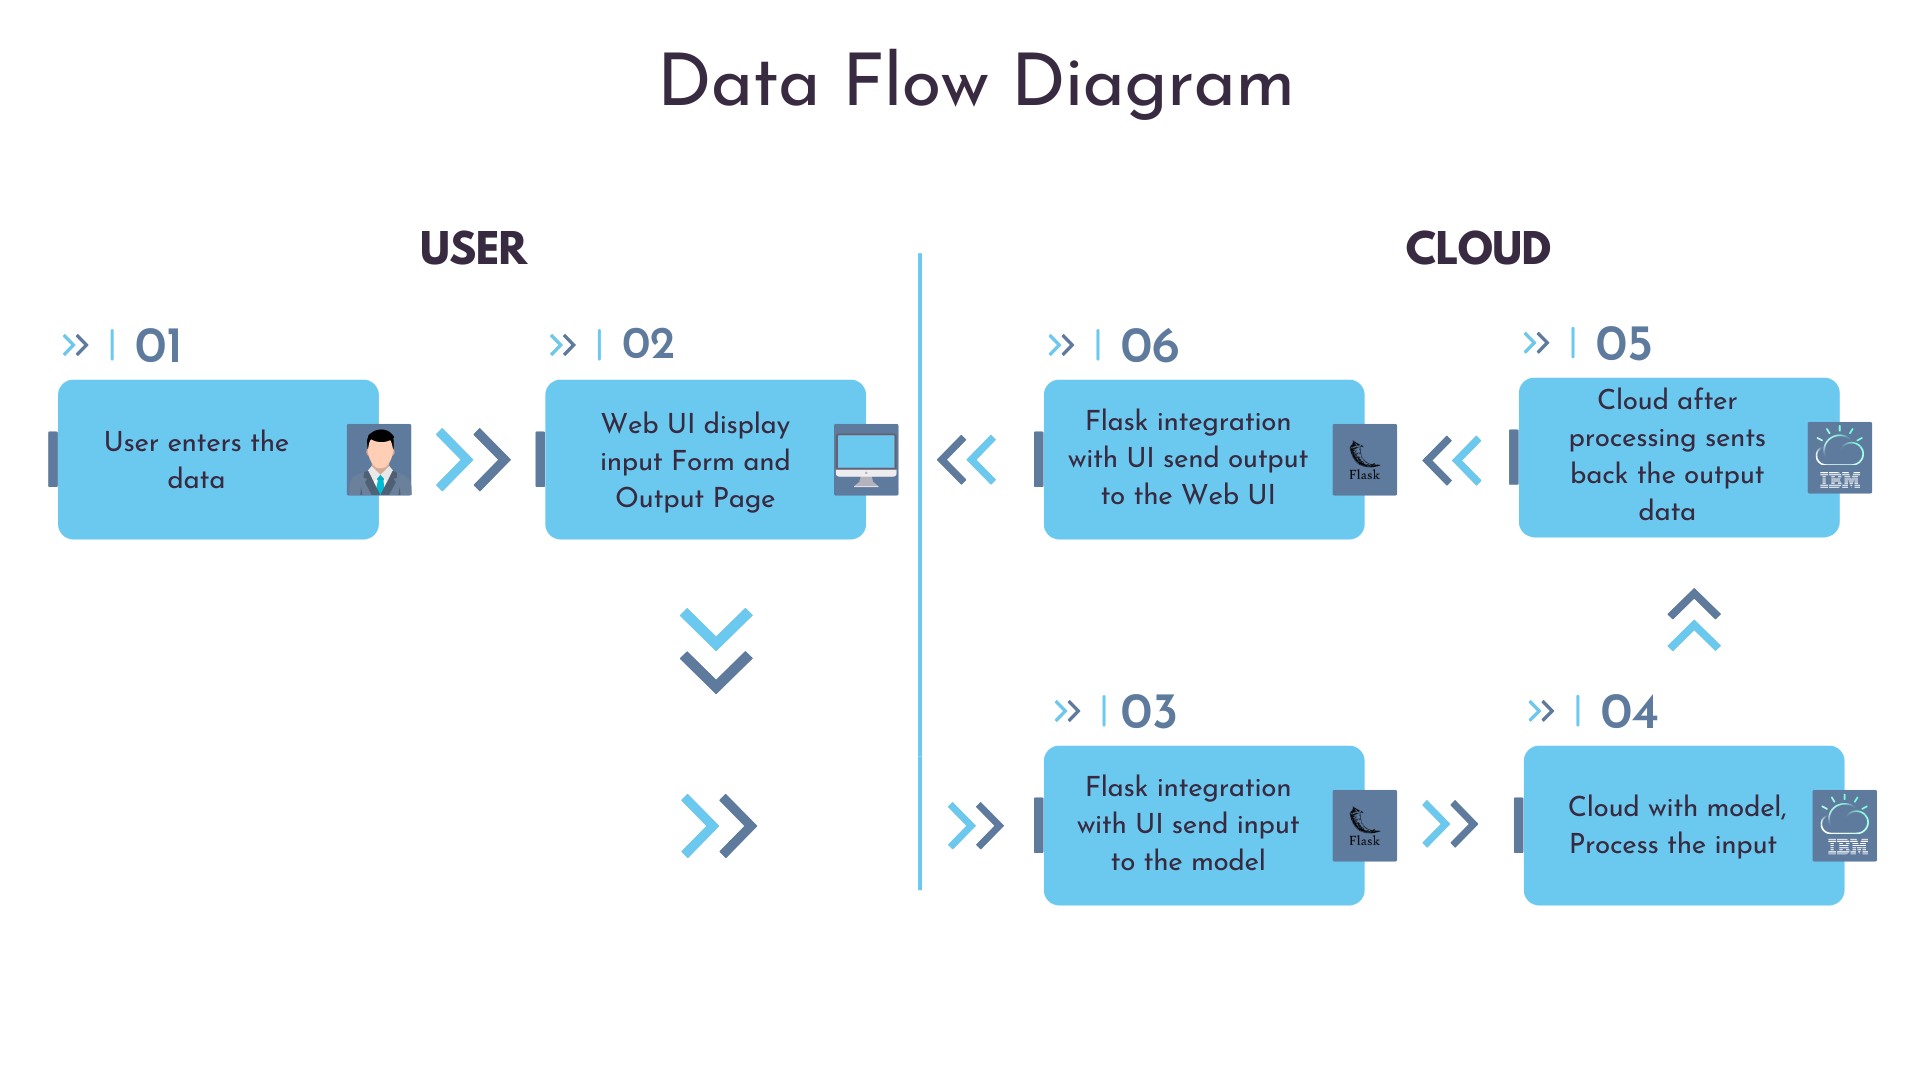 Data Flow Diagram
USER
CLOUD
01
User enters the
data
02
Web UI display
input Form and
Output Page
06
Flask integration
with UI send output
to the Web UI
Flask
05
Cloud after
processing sents
back the output
data
IBM
03
Flask integration
with UI send input
to the model
Flask
04
Cloud with model,
Process the input
IBM